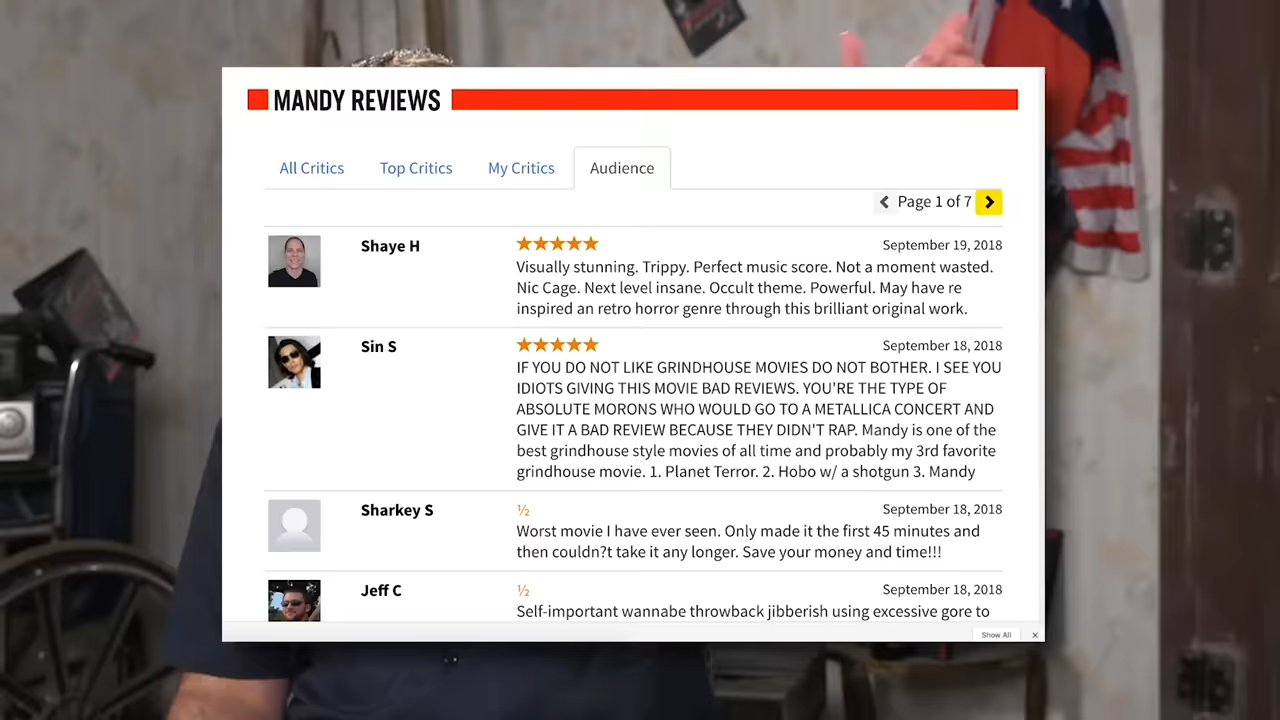 MANDY REVIEWS
All Critics Top Critics My Critics Audience
Page 1 of 7
Shaye H
September 19, 2018
Visually stunning. Trippy. Perfect music score. Not a moment wasted.
Nic Cage. Next level insane. Occult theme. Powerful. May have re
inspired an retro horror genre through this brilliant original work.
Sin S
September 18, 2018
IF YOU DO NOT LIKE GRINDHOUSE MOVIES DO NOT BOTHER. I SEE YOU
IDIOTS GIVING THIS MOVIE BAD REVIEWS. YOU'RE THE TYPE OF
ABSOLUTE MORONS WHO WOULD GO TO A METALLICA CONCERT AND
GIVE IT A BAD REVIEW BECAUSE THEY DIDN'T RAP. Mandy is one of the
best grindhouse style movies of all time and probably my 3rd favorite
grindhouse movie. 1. Planet Terror. 2. Hobo w/ a shotgun 3. Mandy
Sharkey S
½
September 18, 2018
Worst movie I have ever seen. Only made it the first 45 minutes and
then couldn?t take it any longer. Save your money and time!!!
Jeff C
½
September 18, 2018
Self-important wannabe throwback jibberish using excessive gore to
Show All